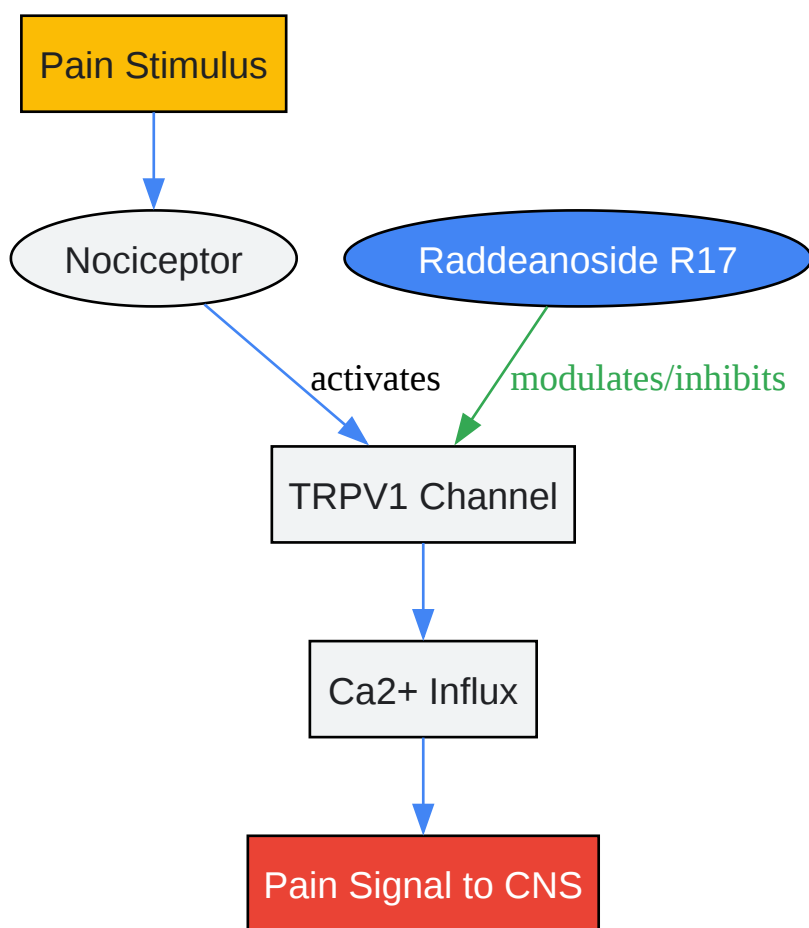 Pain Stimulus
Nociceptor
Raddeanoside R17
activates
modulates/inhibits
TRPV1 Channel
Ca2+ Influx
Pain Signal to CNS